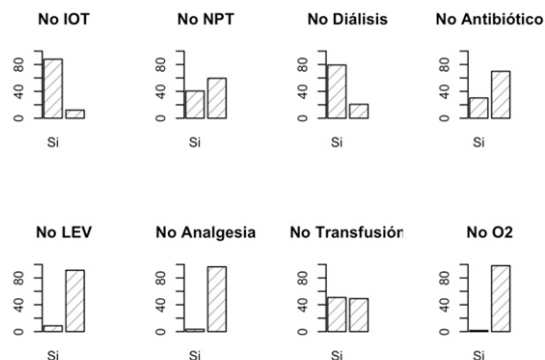 No IOT No NPT No Diálisis No Antibiótico
0 40 80 0 40 80 0 40 80 0 40 80
Si Si Si Si
No LEV No Analgesia No Transfusión No O2
0 40 80 0 40 80 0 40 80 0 40 80
Si Si Si Si